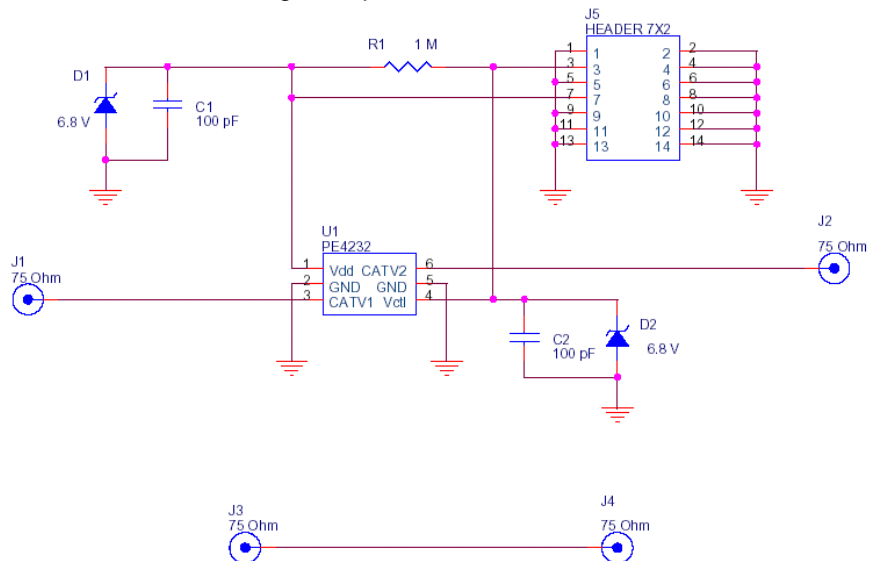 J5
HEADER 7X2
R1 1 M
1 1 2 2
3 3 4 4
5 5 6 6
7 7 8 8
9 9 10 10
11 11 12 12
13 13 14 14
D1
6.8 V
C1
100 pF
U1
PE4232
1 Vdd CATV2 6
2 GND GND 5
3 CATV1 Vctl 4
J1
75 Ohm
J2
75 Ohm
C2
100 pF
D2
6.8 V
J3
75 Ohm
J4
75 Ohm